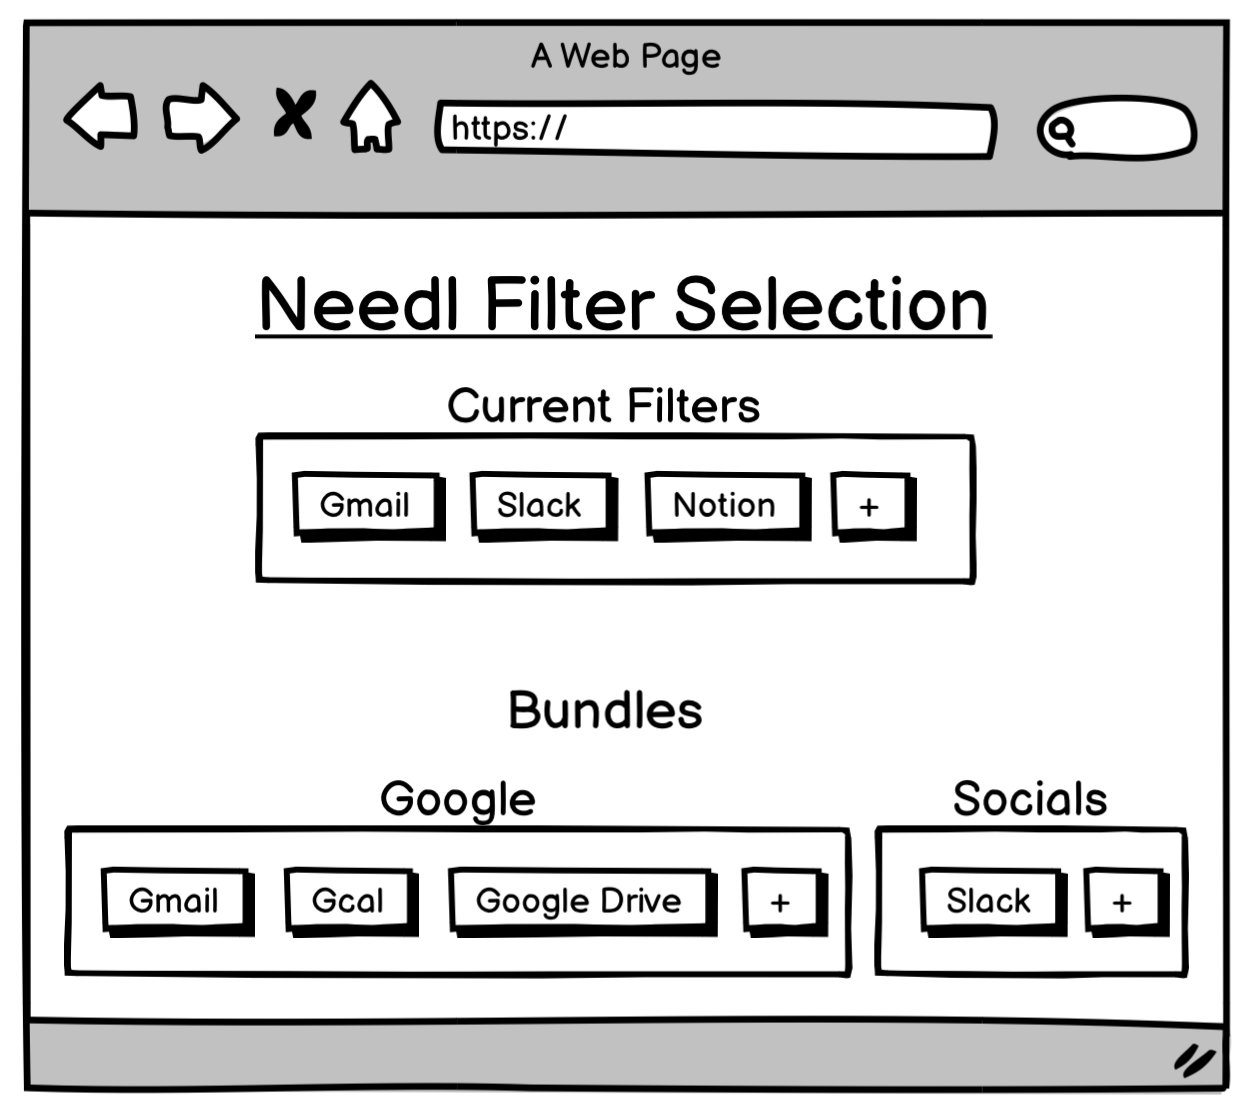 A Web Page
https://
Needl Filter Selection
Current Filters
Gmail Slack Notion +
Bundles
Google Socials
Gmail Gcal Google Drive + Slack +